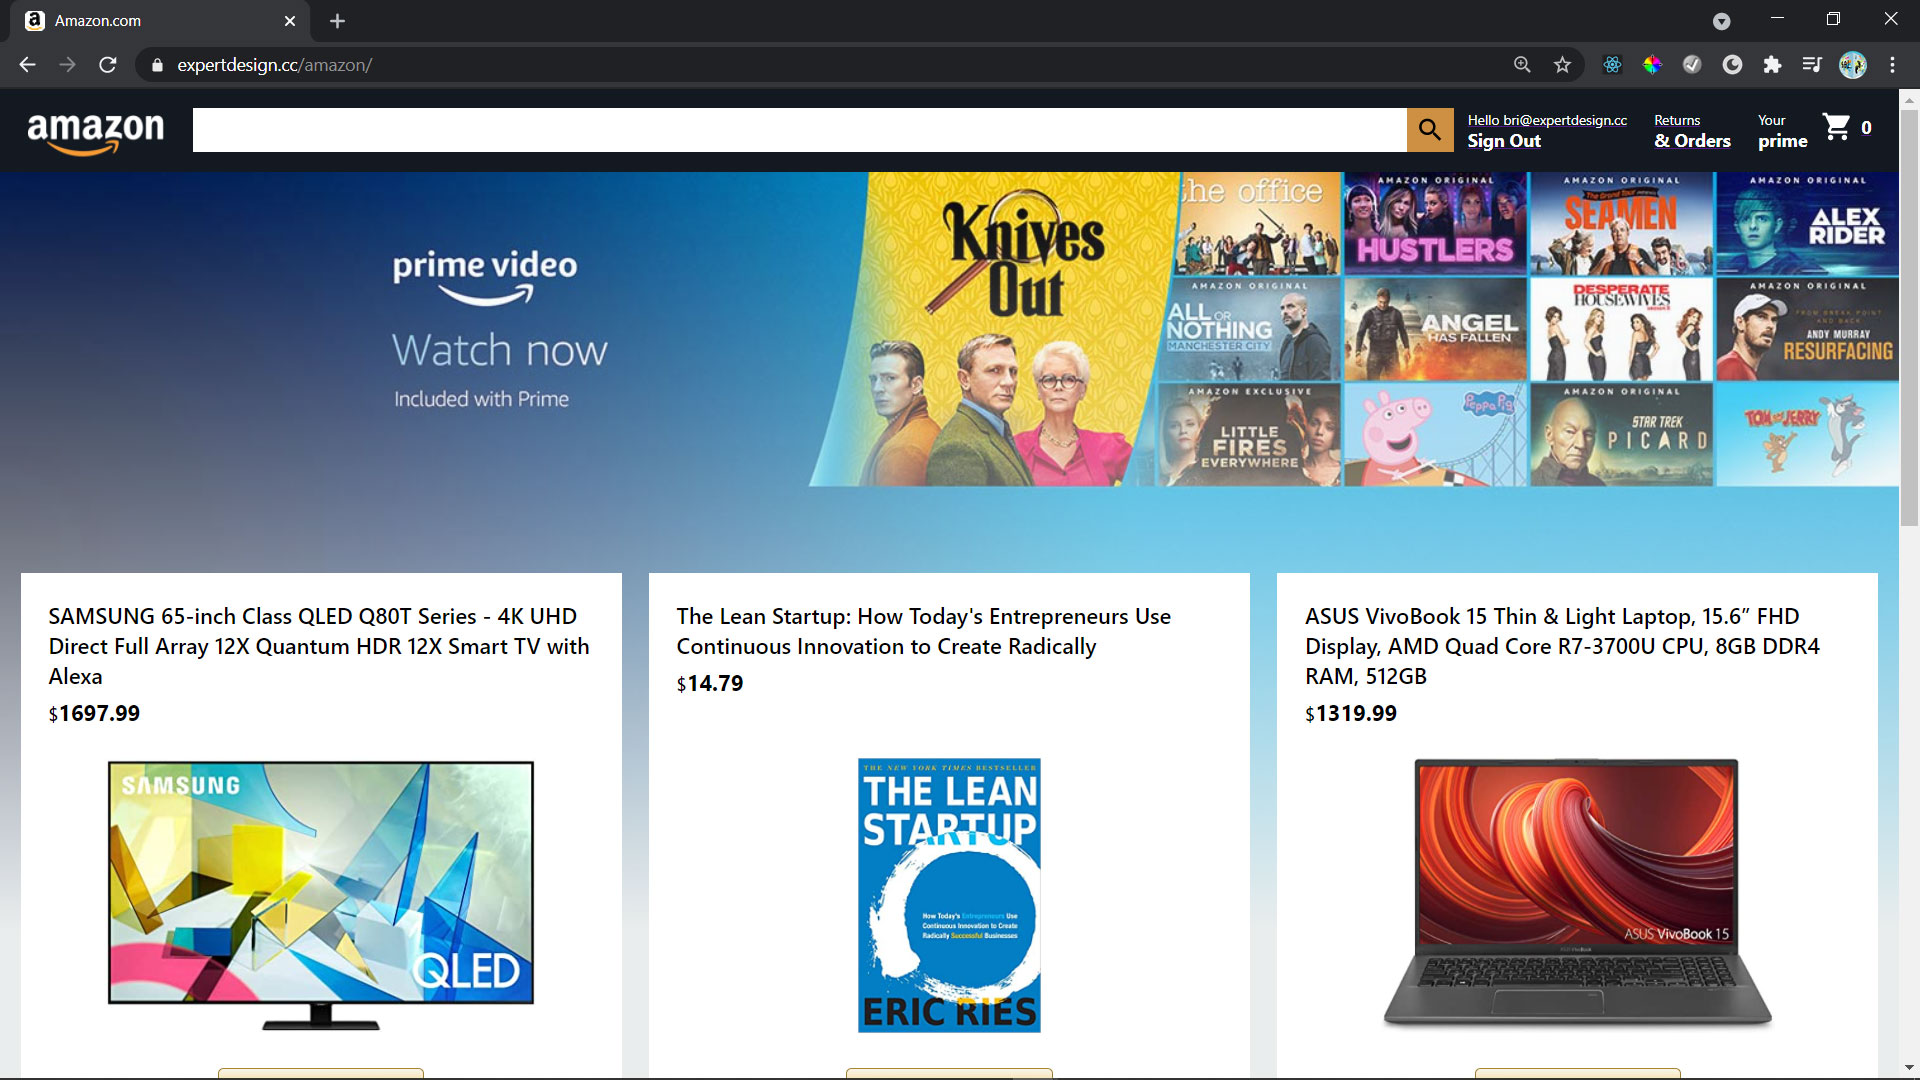 Amazon.com
expertdesign.cc/amazon/
amazon
Hello bri@expertdesign.cc
Sign Out
Returns
& Orders
Your
prime
0
prime video
Watch now
Included with Prime
Knives
Out
the office
AMAZON ORIGINAL
HUSTLERS
AMAZON ORIGINAL
The Grand Tour
SEAMEN
AMAZON ORIGINAL
ALEX
RIDER
AMAZON ORIGINAL
ALL OR
NOTHING
MANCHESTER CITY
ANGEL
HAS FALLEN
DESPERATE
HOUSEWIVES
AMAZON ORIGINAL
FROM BREAK POINT
AND BACK
ANDY MURRAY
RESURFACING
AMAZON EXCLUSIVE
LITTLE
FIRES
EVERYWHERE
Peppa Pig
AMAZON ORIGINAL
STAR TREK
PICARD
TOM and JERRY
SAMSUNG 65-inch Class QLED Q80T Series - 4K UHD
Direct Full Array 12X Quantum HDR 12X Smart TV with
Alexa
$1697.99
SAMSUNG
QLED
The Lean Startup: How Today's Entrepreneurs Use
Continuous Innovation to Create Radically
$14.79
THE NEW YORK TIMES BESTSELLER
THE LEAN
STARTUP
How Today's Entrepreneurs Use
Continuous Innovation to Create
Radically Successful Businesses
ERIC RIES
ASUS VivoBook 15 Thin & Light Laptop, 15.6” FHD
Display, AMD Quad Core R7-3700U CPU, 8GB DDR4
RAM, 512GB
$1319.99
ASUS VivoBook 15